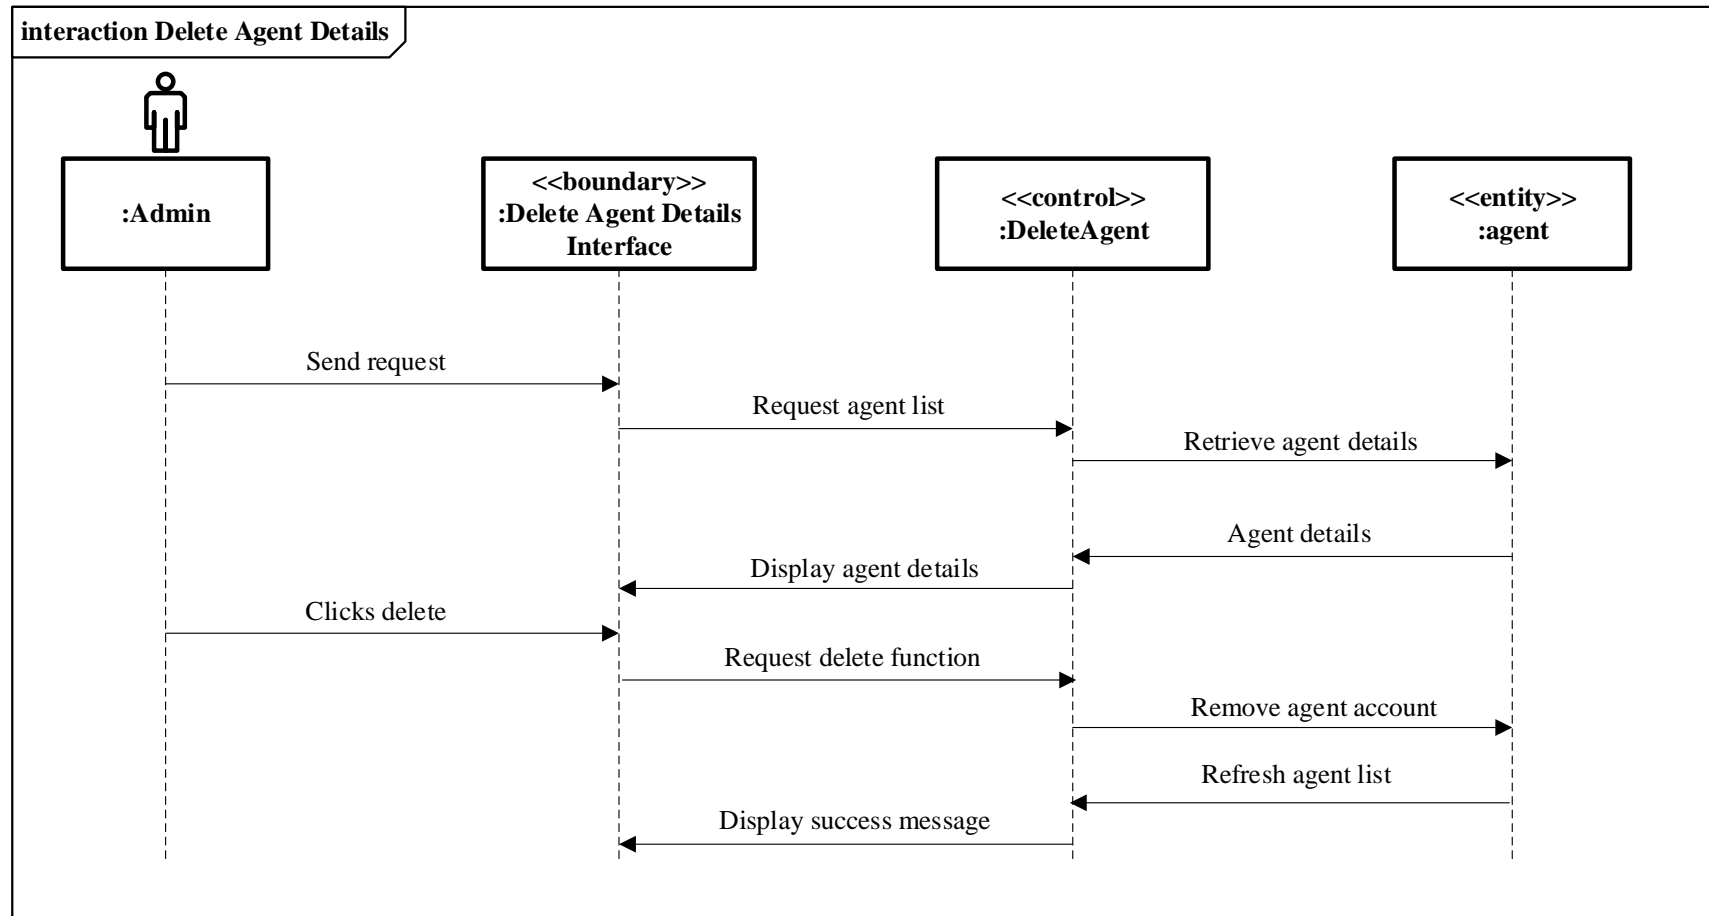 interaction Delete Agent Details
:Admin
<<boundary>>
:Delete Agent Details
Interface
<<control>>
:DeleteAgent
<<entity>>
:agent
Send request
Request agent list
Retrieve agent details
Agent details
Display agent details
Clicks delete
Request delete function
Remove agent account
Refresh agent list
Display success message